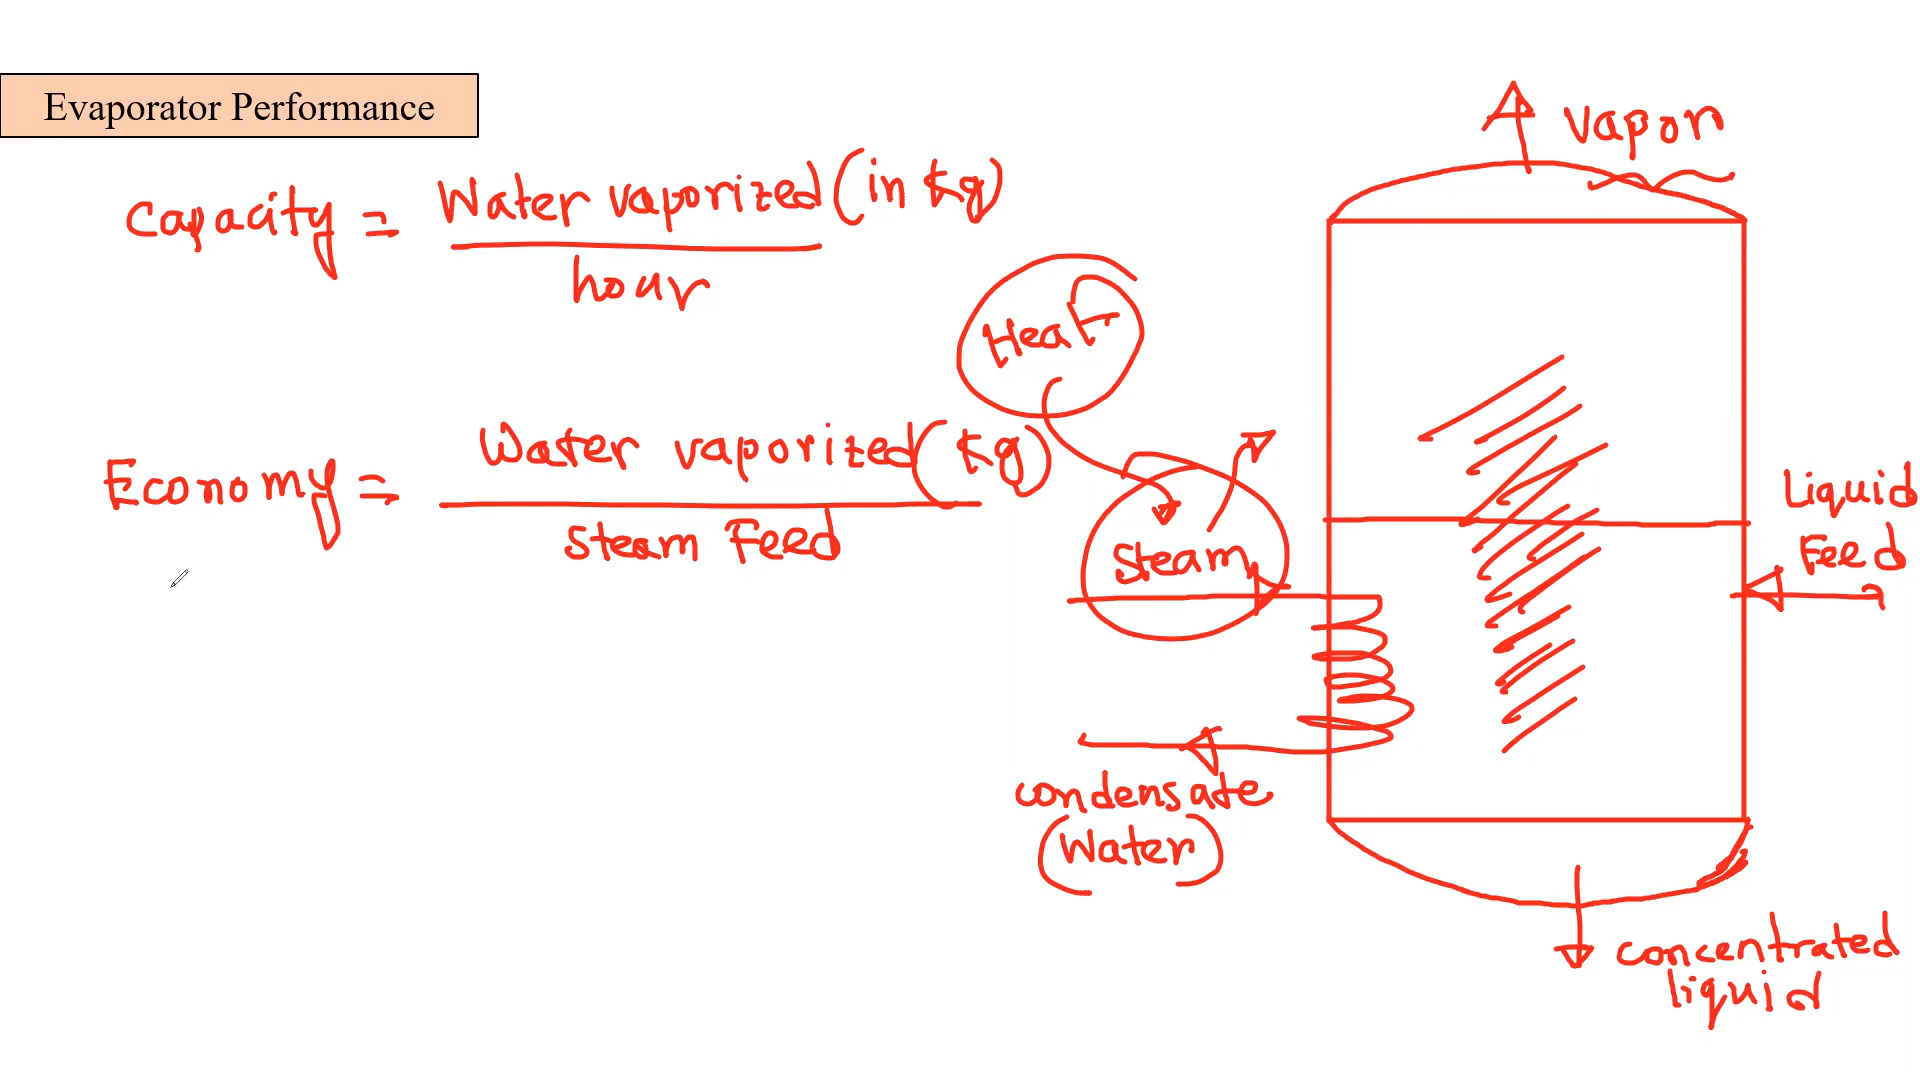 Evaporator Performance
Capacity = Water vaporized (in Kg)
hour
Economy = Water vaporized (Kg)
Steam Feed
Vapor
Heat
Steam
Liquid
Feed
condensate
(Water)
concentrated
liquid